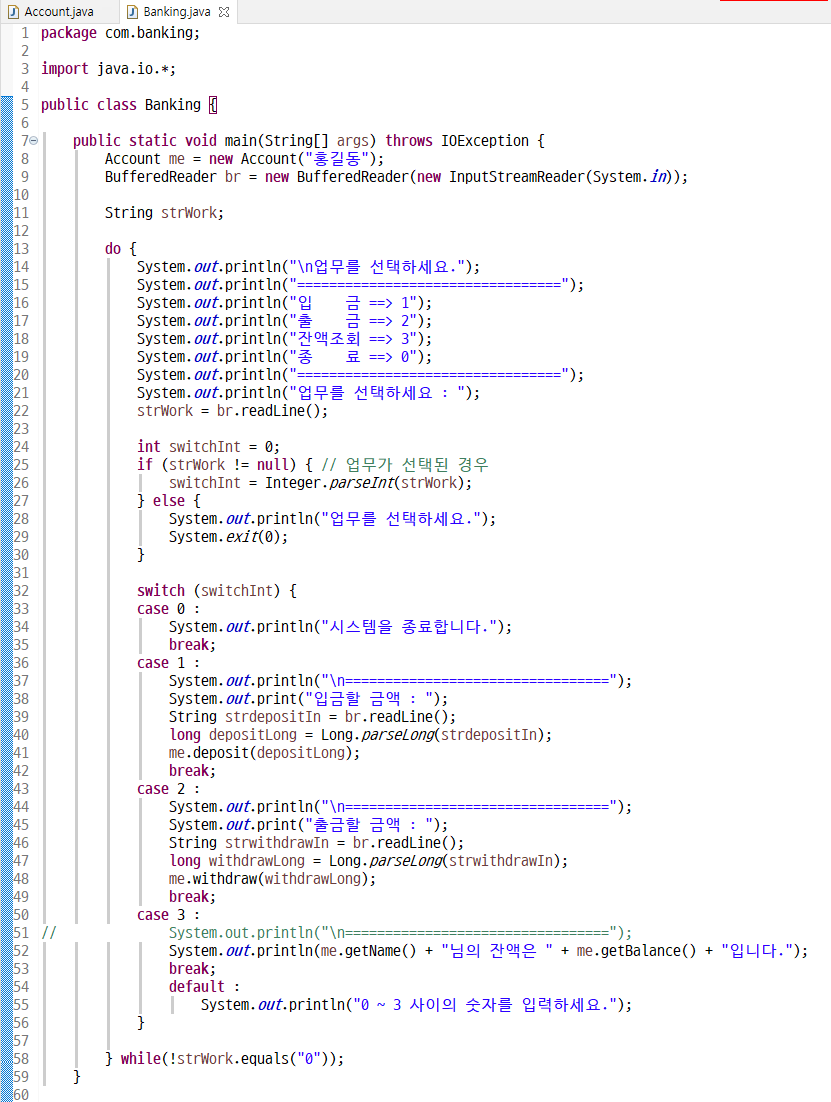 Account.java Banking.java
1 package com.banking;
2
3 import java.io.*;
4
5 public class Banking {
6
7 public static void main(String[] args) throws IOException {
8 Account me = new Account("홍길동");
9 BufferedReader br = new BufferedReader(new InputStreamReader(System.in));
10
11 String strWork;
12
13 do {
14 System.out.println("\n업무를 선택하세요.");
15 System.out.println("=================================");
16 System.out.println("입    금 ==> 1");
17 System.out.println("출    금 ==> 2");
18 System.out.println("잔액조회 ==> 3");
19 System.out.println("종    료 ==> 0");
20 System.out.println("=================================");
21 System.out.println("업무를 선택하세요 : ");
22 strWork = br.readLine();
23
24 int switchInt = 0;
25 if (strWork != null) { // 업무가 선택된 경우
26 switchInt = Integer.parseInt(strWork);
27 } else {
28 System.out.println("업무를 선택하세요.");
29 System.exit(0);
30 }
31
32 switch (switchInt) {
33 case 0 :
34 System.out.println("시스템을 종료합니다.");
35 break;
36 case 1 :
37 System.out.println("\n=================================");
38 System.out.print("입금할 금액 : ");
39 String strdepositIn = br.readLine();
40 long depositLong = Long.parseLong(strdepositIn);
41 me.deposit(depositLong);
42 break;
43 case 2 :
44 System.out.println("\n=================================");
45 System.out.print("출금할 금액 : ");
46 String strwithdrawIn = br.readLine();
47 long withdrawLong = Long.parseLong(strwithdrawIn);
48 me.withdraw(withdrawLong);
49 break;
50 case 3 :
51 // System.out.println("\n=================================");
52 System.out.println(me.getName() + "님의 잔액은 " + me.getBalance() + "입니다.");
53 break;
54 default :
55 System.out.println("0 ~ 3 사이의 숫자를 입력하세요.");
56 }
57
58 } while(!strWork.equals("0"));
59 }
60